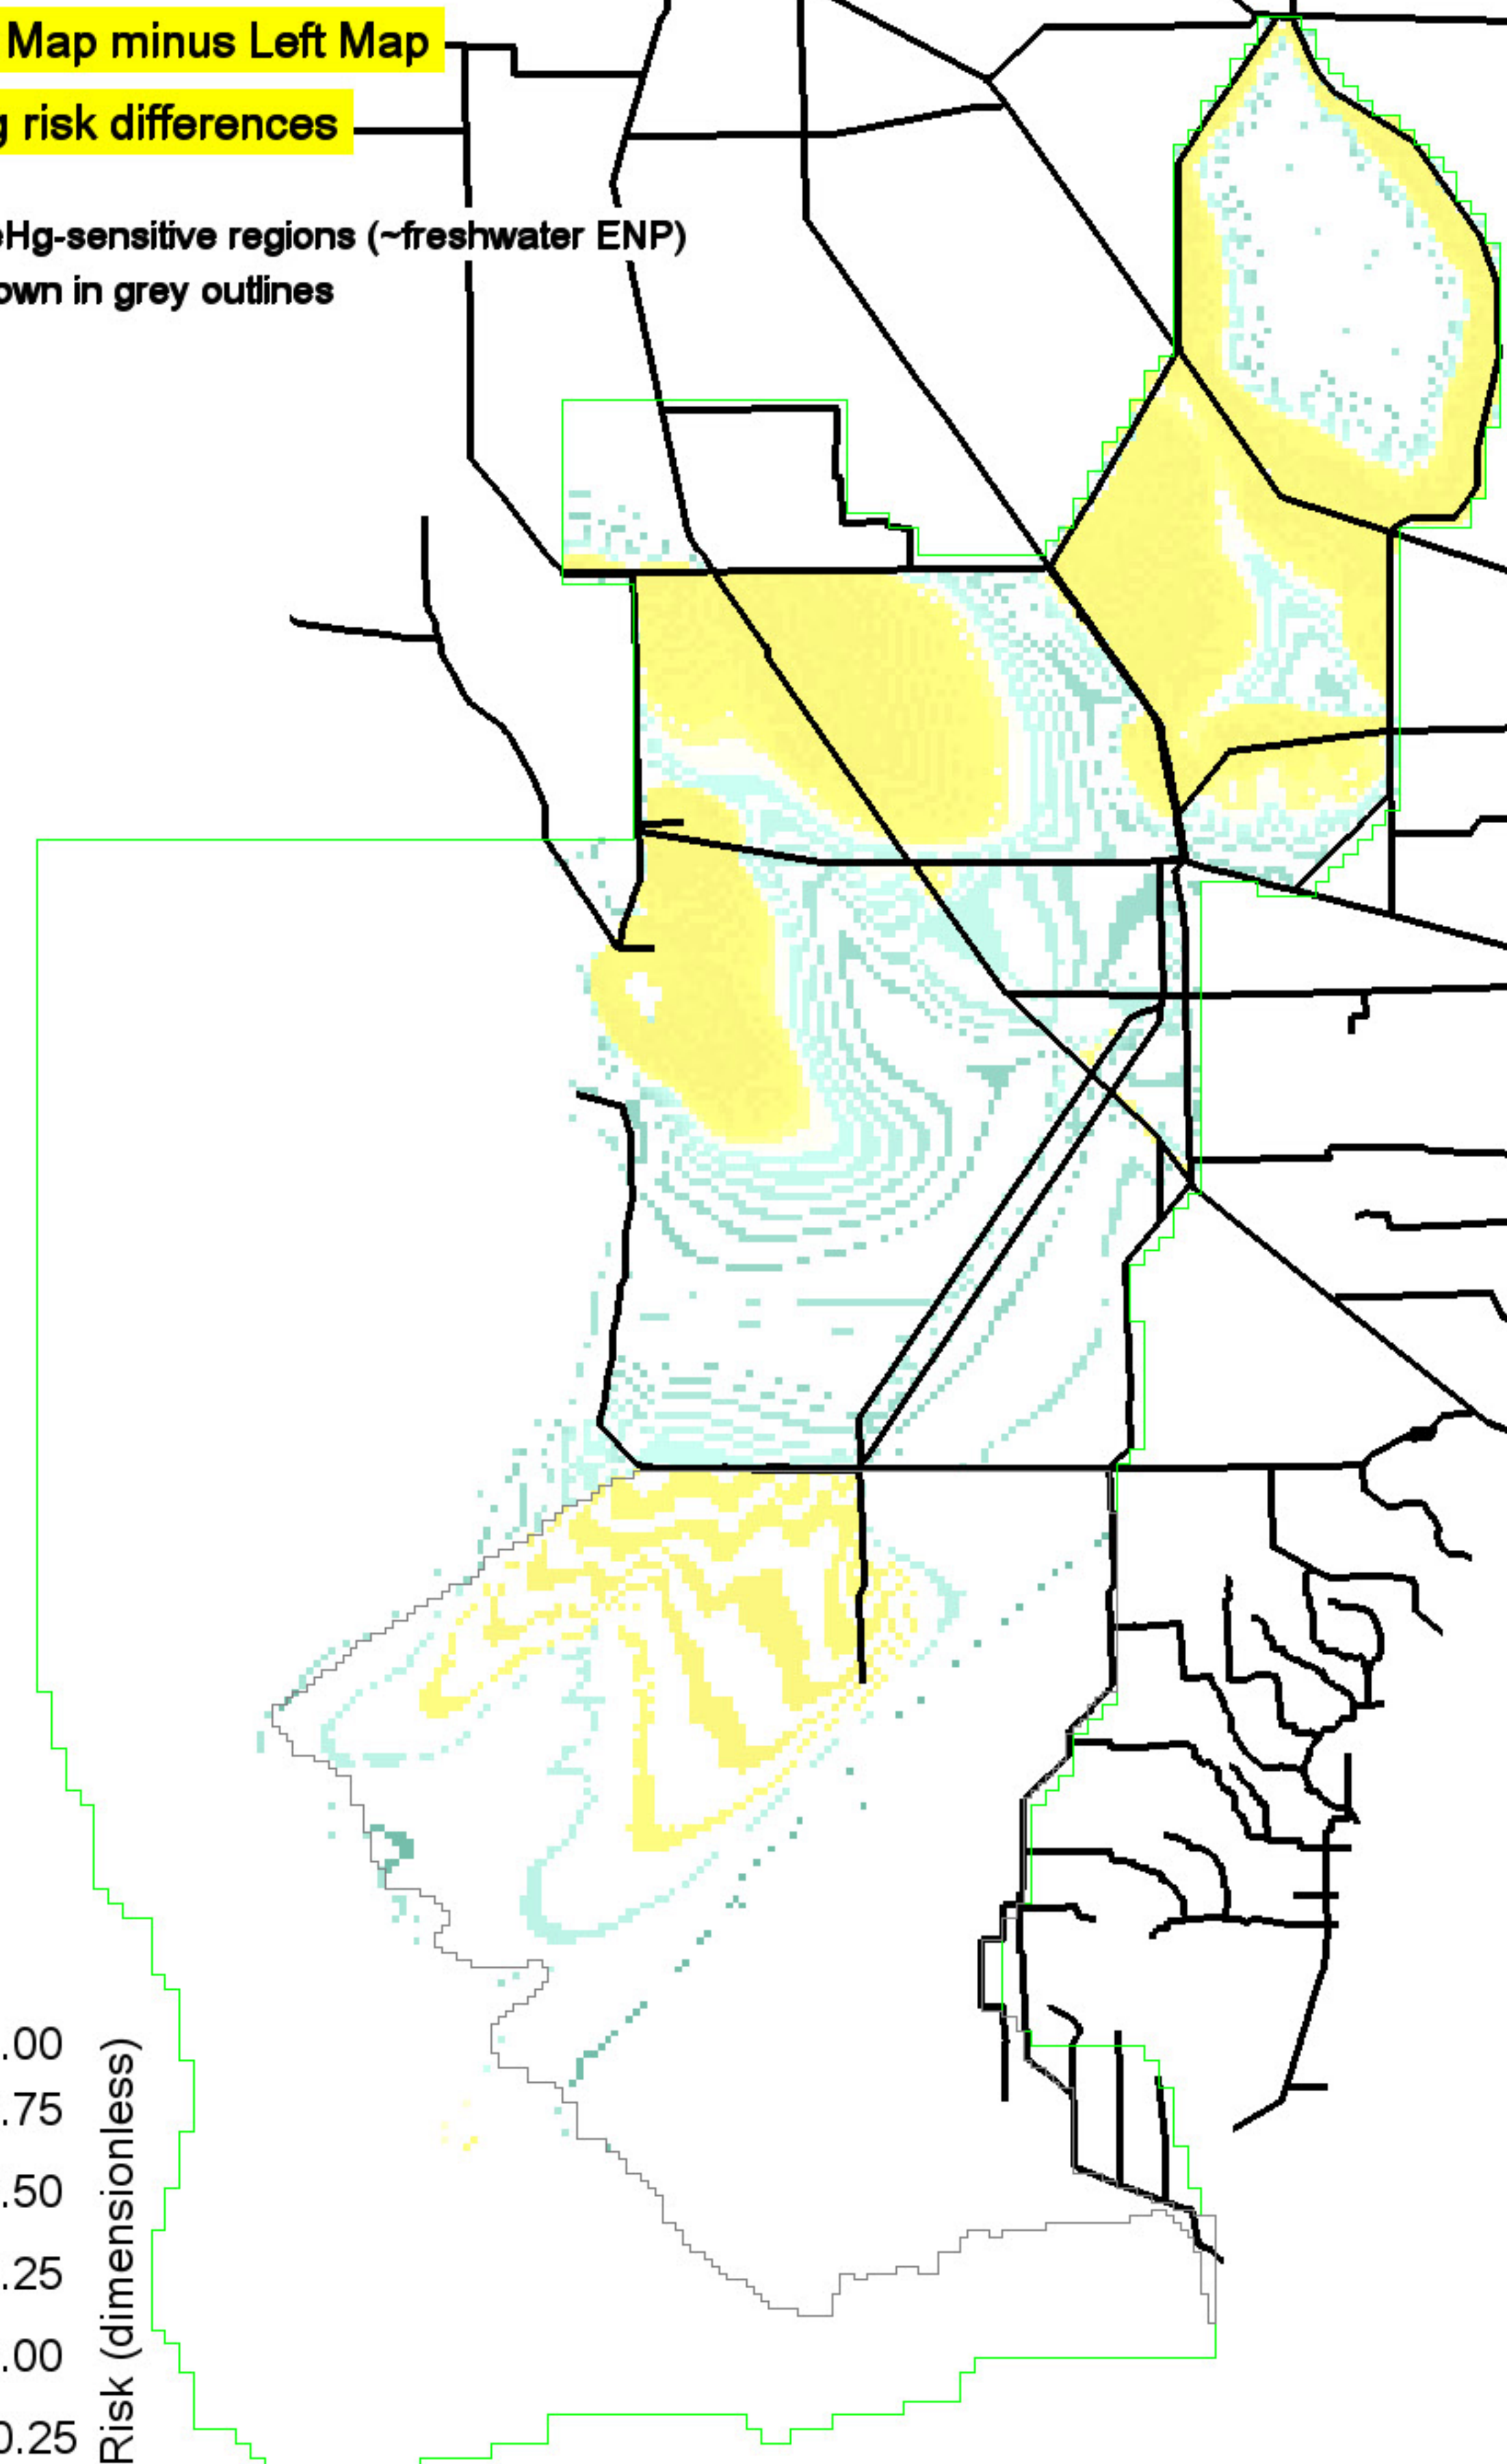 Map minus Left Map
g risk differences
eHg-sensitive regions (~freshwater ENP)
own in grey outlines
.00
.75
.50
.25
.00
0.25
Risk (dimensionless)